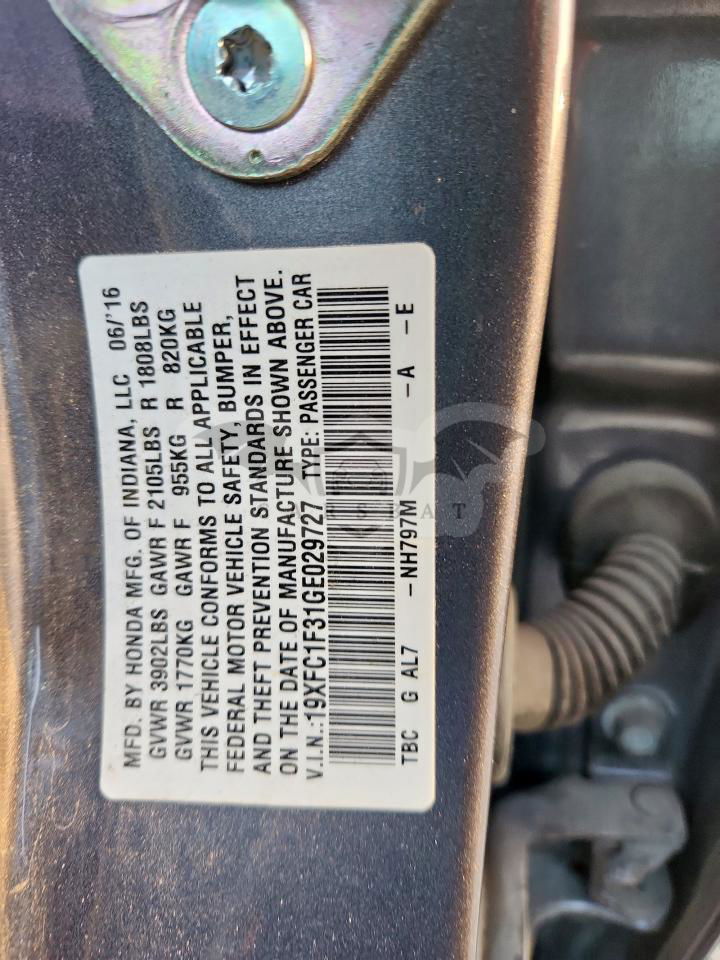 MFD. BY HONDA MFG. OF INDIANA, LLC 06/'16
GVWR 3902LBS GAWR F 2105LBS R 1808LBS
GVWR 1770KG GAWR F 955KG R 820KG
THIS VEHICLE CONFORMS TO ALL APPLICABLE
FEDERAL MOTOR VEHICLE SAFETY, BUMPER,
AND THEFT PREVENTION STANDARDS IN EFFECT
ON THE DATE OF MANUFACTURE SHOWN ABOVE.
V.I.N.:19XFC1F31GE029727 TYPE: PASSENGER CAR
TBC G AL7 -NH797M -A -E